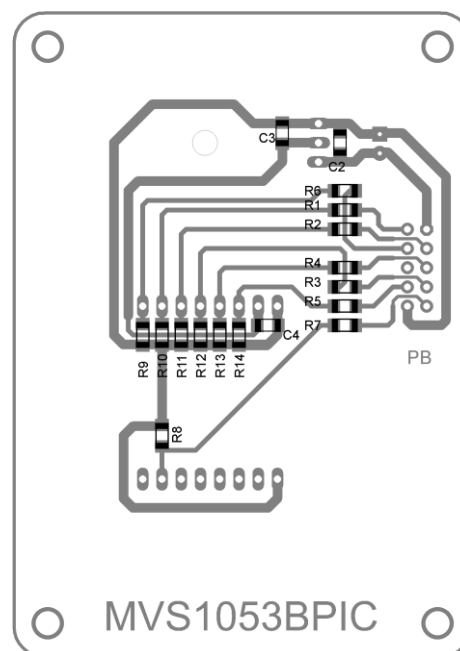 C3
C2
R6
R1
R2
R4
R3
R5
R7
C4
PB
R9 R10 R11 R12 R13 R14
R8
MVS1053BPIC